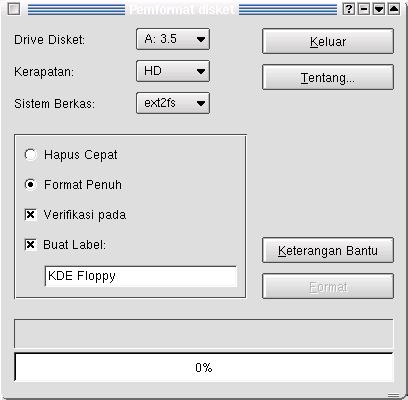 Pemformat disket
Drive Disket: A: 3.5 Keluar
Kerapatan: HD Tentang...
Sistem Berkas: ext2fs
Hapus Cepat
Format Penuh
Verifikasi pada
Buat Label: Keterangan Bantu
KDE Floppy Format
0%